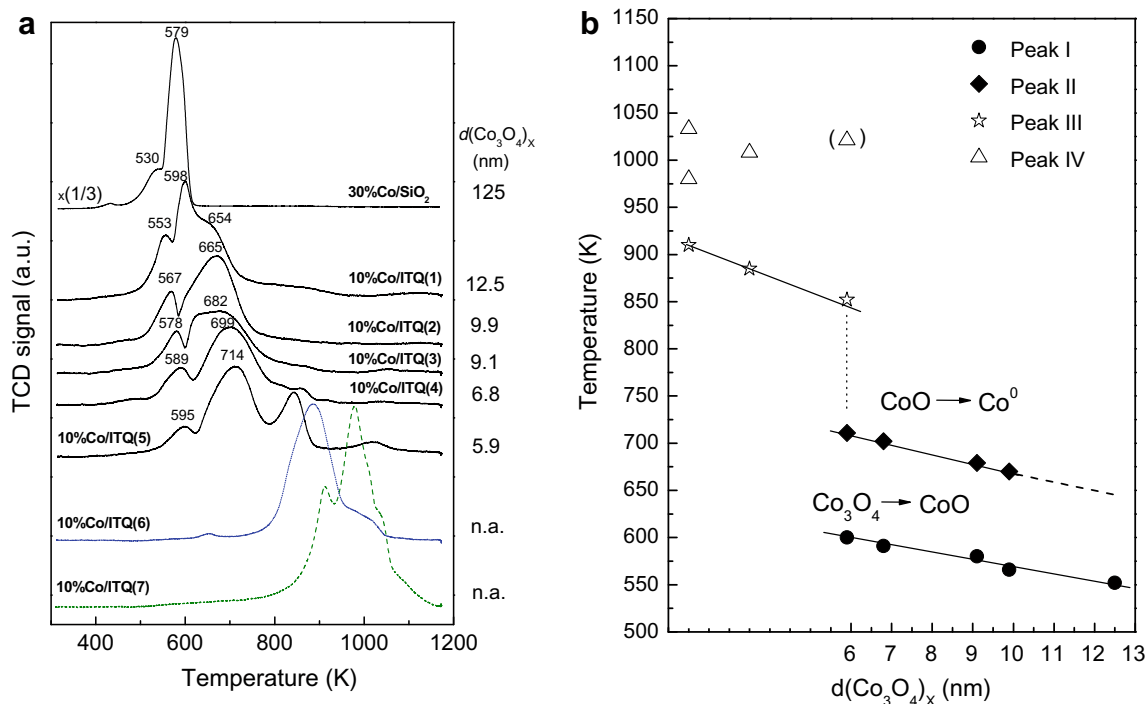 a
579
d(Co₃O₄)ₓ
(nm)
530
598
x(1/3)
30%Co/SiO₂
125
553
654
665
10%Co/ITQ(1)
12.5
567
682
10%Co/ITQ(2)
9.9
578
699
10%Co/ITQ(3)
9.1
589
714
10%Co/ITQ(4)
6.8
595
10%Co/ITQ(5)
5.9
10%Co/ITQ(6)
n.a.
10%Co/ITQ(7)
n.a.
TCD signal (a.u.)
400 600 800 1000 1200
Temperature (K)
b
1150
1100
1050
1000
950
900
850
800
750
700
650
600
550
500
Temperature (K)
Peak I
Peak II
Peak III
Peak IV
( )
CoO → Co⁰
Co₃O₄ → CoO
6 7 8 9 10 11 12 13
d(Co₃O₄)ₓ (nm)